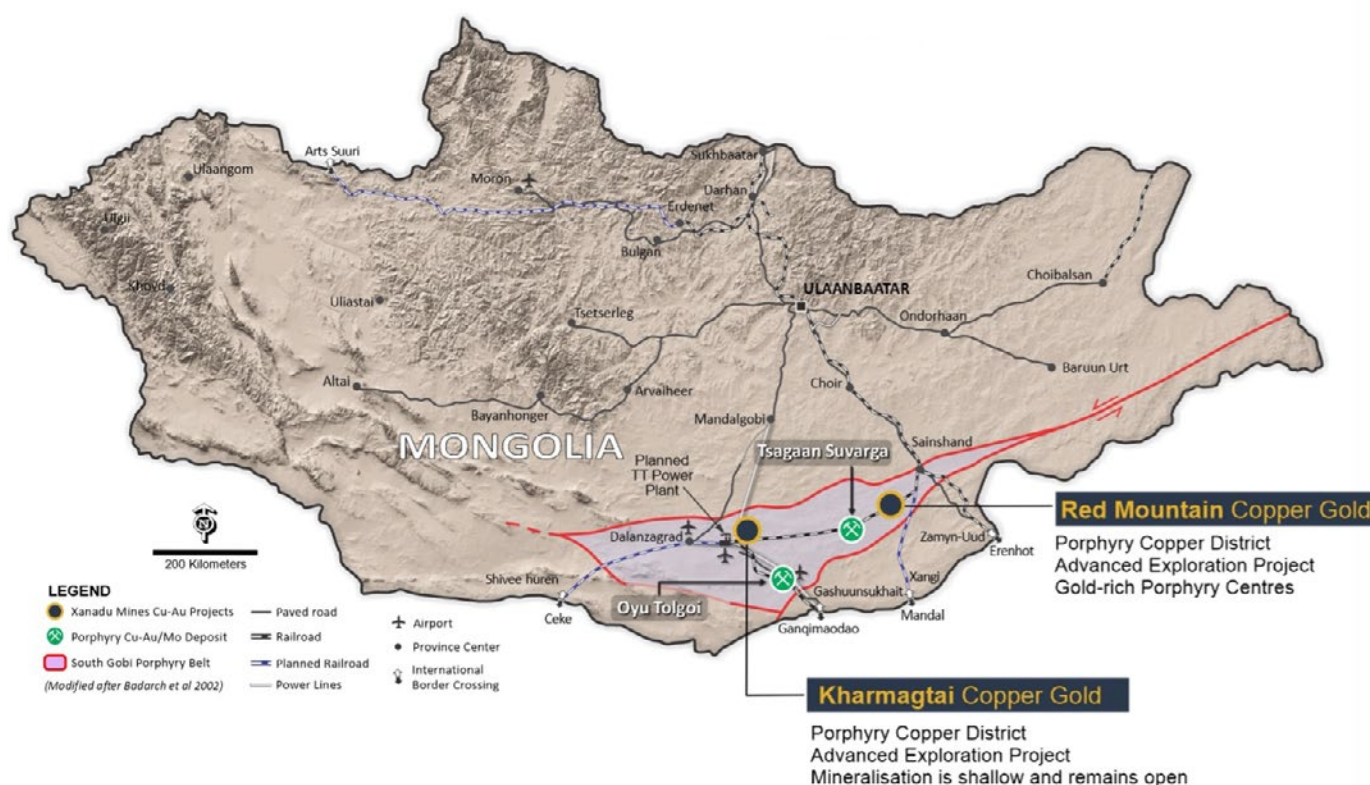 Arts Suuri
Ulaangom
Ulgii
Khovd
Uliastai
Altai
Moron
Sukhbaatar
Darhan
Erdenet
Bulgan
Tsetserleg
ULAANBAATAR
Choibalsan
Ondorhaan
Baruun Urt
Arvaiheer
Bayanhonger
Choir
Mandalgobi
MONGOLIA
Sainshand
Tsagaan Suvarga
Planned
TT Power
Plant
Dalanzagrad
Shivee huren
Ceke
Oyu Tolgoi
Gashuunsukhait
Ganqimaodao
Zamyn-Uud
Erenhot
Xangi
Mandal
Red Mountain Copper Gold
Porphyry Copper District
Advanced Exploration Project
Gold-rich Porphyry Centres
Kharmagtai Copper Gold
Porphyry Copper District
Advanced Exploration Project
Mineralisation is shallow and remains open
N
200 Kilometers
LEGEND
Xanadu Mines Cu-Au Projects
Porphyry Cu-Au/Mo Deposit
South Gobi Porphyry Belt
(Modified after Badarch et al 2002)
Paved road
Railroad
Planned Railroad
Power Lines
Airport
Province Center
International
Border Crossing